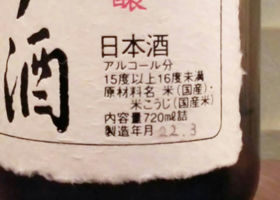 醸
酒
日本酒
アルコール分
15度以上16度未満
原材料名 米(国産)・
米こうじ(国産米)
内容量720ml詰
製造年月 22.3